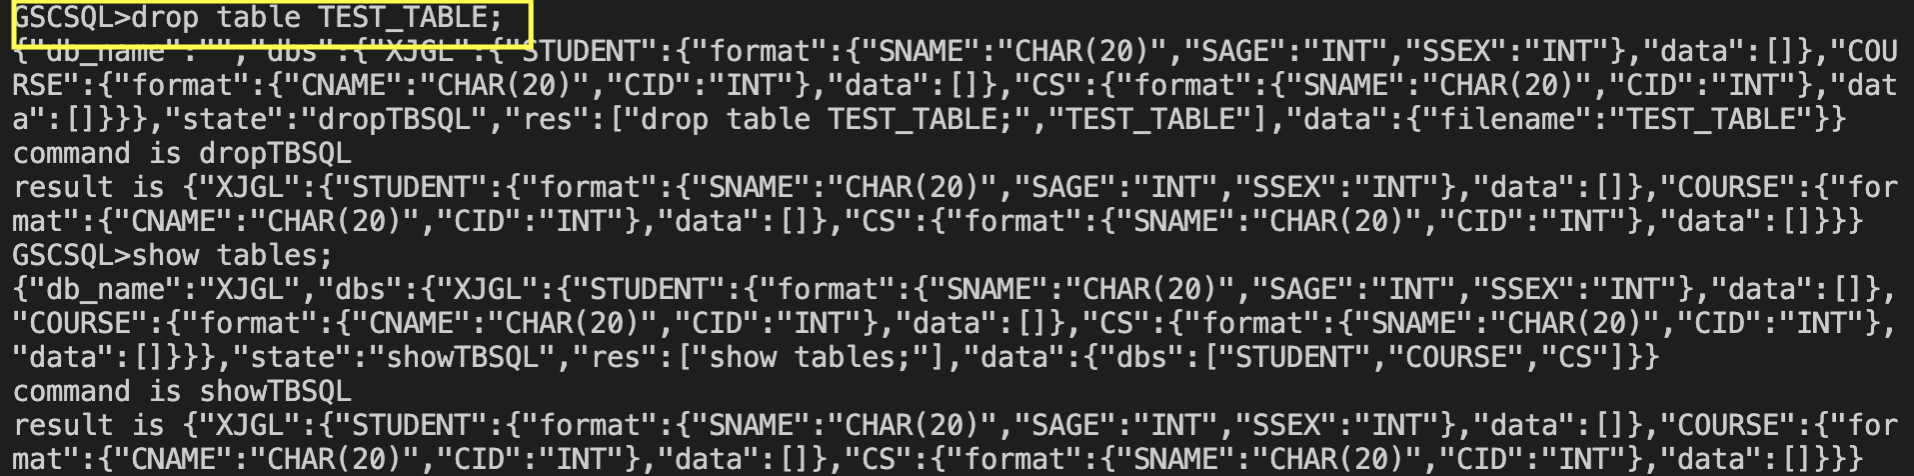 GSCSQL>drop table TEST_TABLE;
{"db_name":"","dbs":{"XJGL":{"STUDENT":{"format":{"SNAME":"CHAR(20)","SAGE":"INT","SSEX":"INT"},"data":[]},"COU
RSE":{"format":{"CNAME":"CHAR(20)","CID":"INT"},"data":[]},"CS":{"format":{"SNAME":"CHAR(20)","CID":"INT"},"dat
a":[]}}},"state":"dropTBSQL","res":["drop table TEST_TABLE;","TEST_TABLE"],"data":{"filename":"TEST_TABLE"}}
command is dropTBSQL
result is {"XJGL":{"STUDENT":{"format":{"SNAME":"CHAR(20)","SAGE":"INT","SSEX":"INT"},"data":[]},"COURSE":{"for
mat":{"CNAME":"CHAR(20)","CID":"INT"},"data":[]},"CS":{"format":{"SNAME":"CHAR(20)","CID":"INT"},"data":[]}}}
GSCSQL>show tables;
{"db_name":"XJGL","dbs":{"XJGL":{"STUDENT":{"format":{"SNAME":"CHAR(20)","SAGE":"INT","SSEX":"INT"},"data":[]},
"COURSE":{"format":{"CNAME":"CHAR(20)","CID":"INT"},"data":[]},"CS":{"format":{"SNAME":"CHAR(20)","CID":"INT"},
"data":[]}}},"state":"showTBSQL","res":["show tables;"],"data":{"dbs":["STUDENT","COURSE","CS"]}}
command is showTBSQL
result is {"XJGL":{"STUDENT":{"format":{"SNAME":"CHAR(20)","SAGE":"INT","SSEX":"INT"},"data":[]},"COURSE":{"for
mat":{"CNAME":"CHAR(20)","CID":"INT"},"data":[]},"CS":{"format":{"SNAME":"CHAR(20)","CID":"INT"},"data":[]}}}